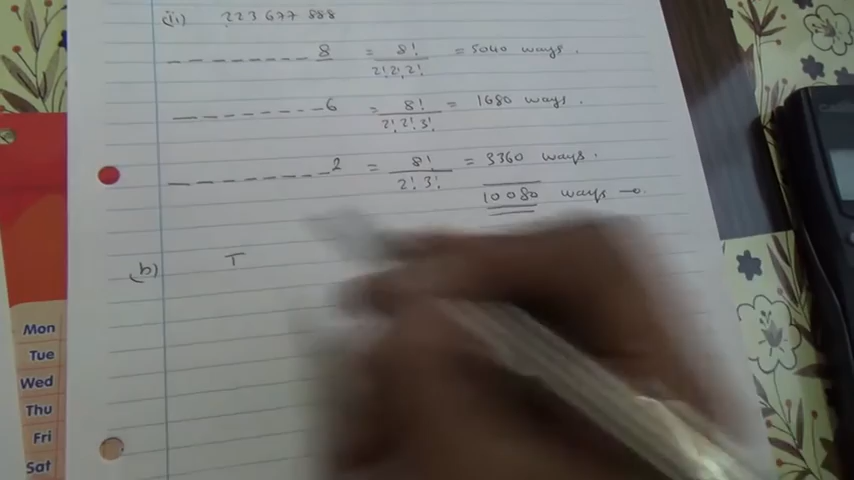 (ii) 223 677 888
_ _ _ _ _ _ _ _ 8 = 8! / 2!2!2! = 5040 ways.
_ _ _ _ _ _ _ _ 6 = 8! / 2!2!3! = 1680 ways.
_ _ _ _ _ _ _ _ 2 = 8! / 2!3! = 3360 ways.
10080 ways
(b) T
Mon
Tue
Wed
Thu
Fri
Sat